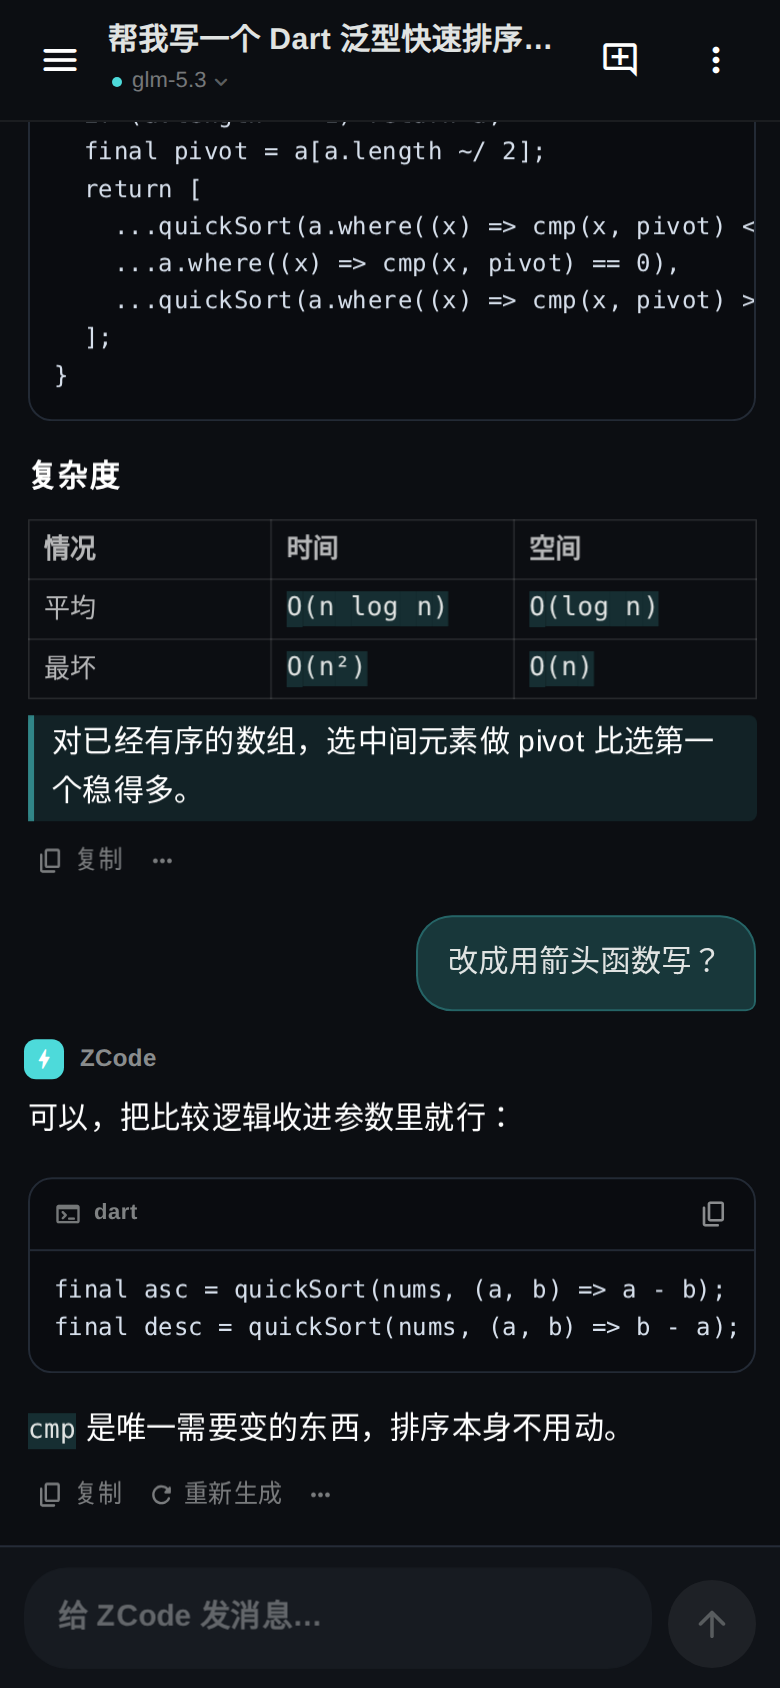 帮我写一个 Dart 泛型快速排序...
glm-5.3
final pivot = a[a.length ~/ 2];
return [
...quickSort(a.where((x) => cmp(x, pivot) <
...a.where((x) => cmp(x, pivot) == 0),
...quickSort(a.where((x) => cmp(x, pivot) >
];
}
复杂度
情况 时间 空间
平均 O(n log n) O(log n)
最坏 O(n²) O(n)
对已经有序的数组，选中间元素做 pivot 比选第一
个稳得多。
复制 ···
改成用箭头函数写？
ZCode
可以，把比较逻辑收进参数里就行：
dart
final asc = quickSort(nums, (a, b) => a - b);
final desc = quickSort(nums, (a, b) => b - a);
cmp 是唯一需要变的东西，排序本身不用动。
复制 重新生成 ···
给 ZCode 发消息...